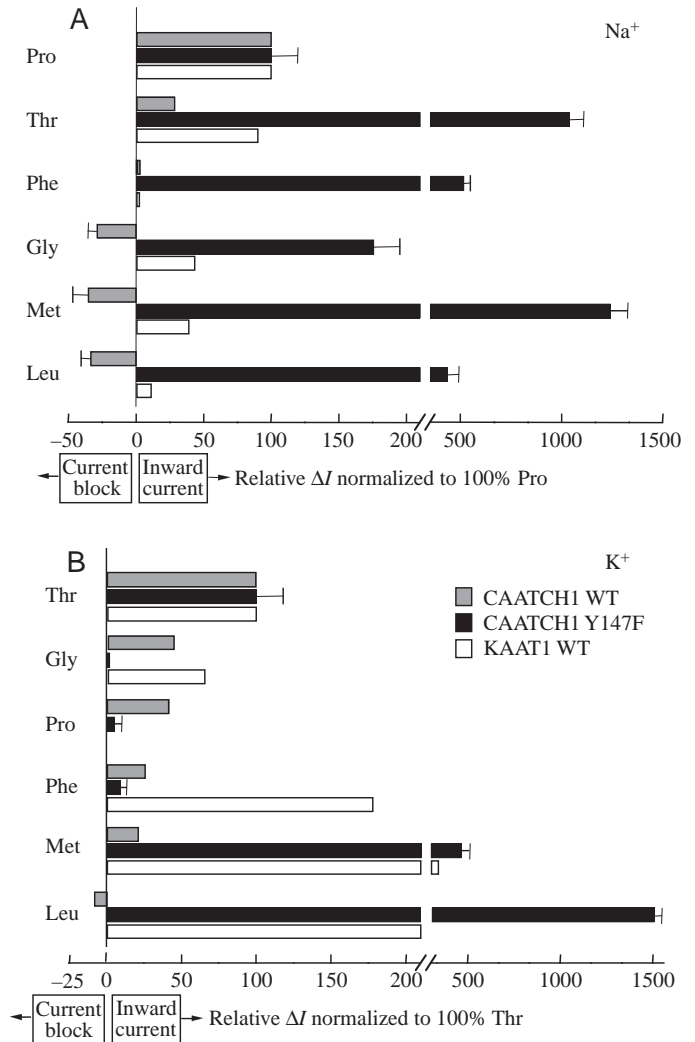 A
Na⁺
Pro
Thr
Phe
Gly
Met
Leu
–50 0 50 100 150 200 500 1000 1500
Current block
Inward current
Relative ΔI normalized to 100% Pro
B
K⁺
Thr
Gly
Pro
Phe
Met
Leu
CAATCH1 WT
CAATCH1 Y147F
KAAT1 WT
–25 0 50 100 150 200 500 1000 1500
Current block
Inward current
Relative ΔI normalized to 100% Thr